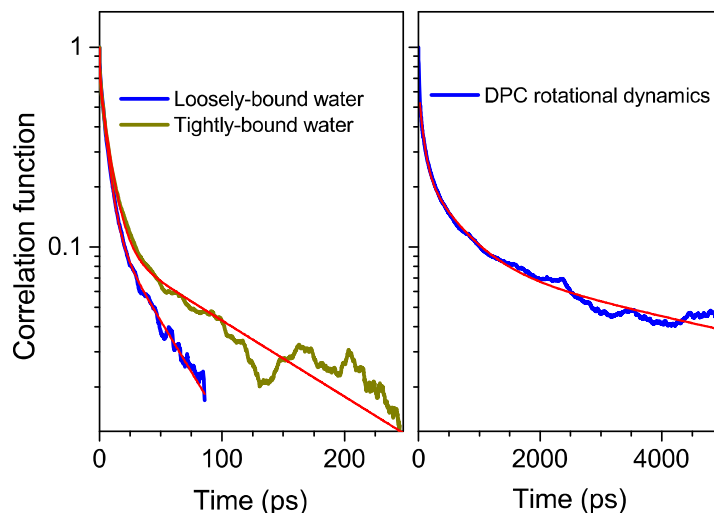 1
Loosely-bound water
Tightly-bound water
DPC rotational dynamics
0.1
Correlation function
0 100 200 0 2000 4000
Time (ps) Time (ps)